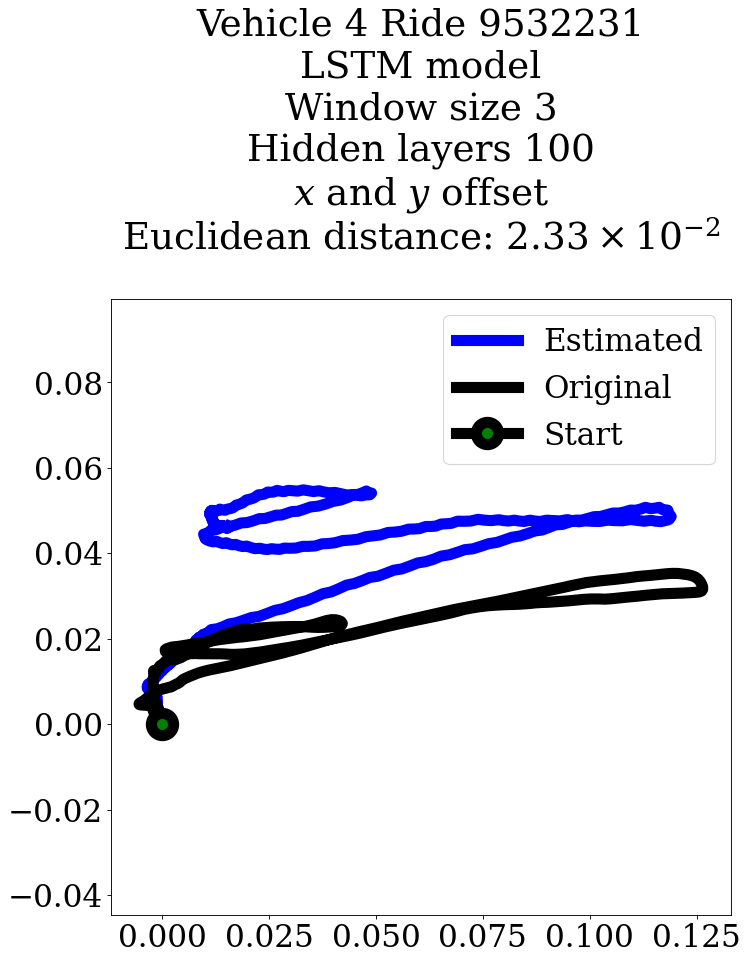 Vehicle 4 Ride 9532231
LSTM model
Window size 3
Hidden layers 100
x and y offset
Euclidean distance: 2.33 × 10⁻²
Estimated
Original
Start
0.08
0.06
0.04
0.02
0.00
−0.02
−0.04
0.000 0.025 0.050 0.075 0.100 0.125